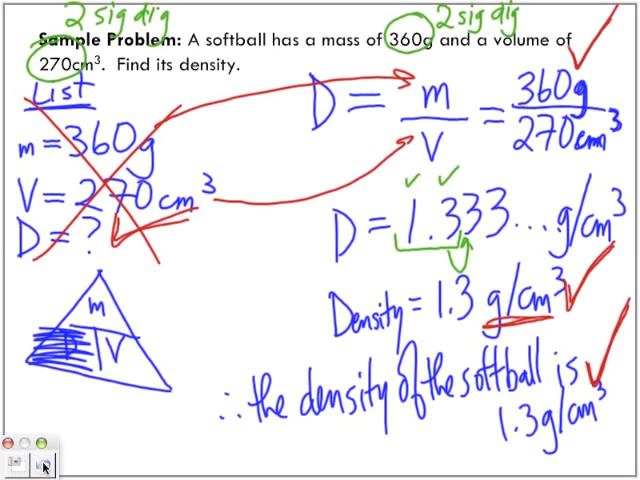 2 sig dig 2 sig dig
Sample Problem: A softball has a mass of 360g and a volume of
270cm³. Find its density.
List
m = 360g
V = 270cm³
D = ?
D = m/V = 360g/270cm³
D = 1.333...g/cm³
Density = 1.3 g/cm³
∴ the density of the softball is
1.3g/cm³
m
D V